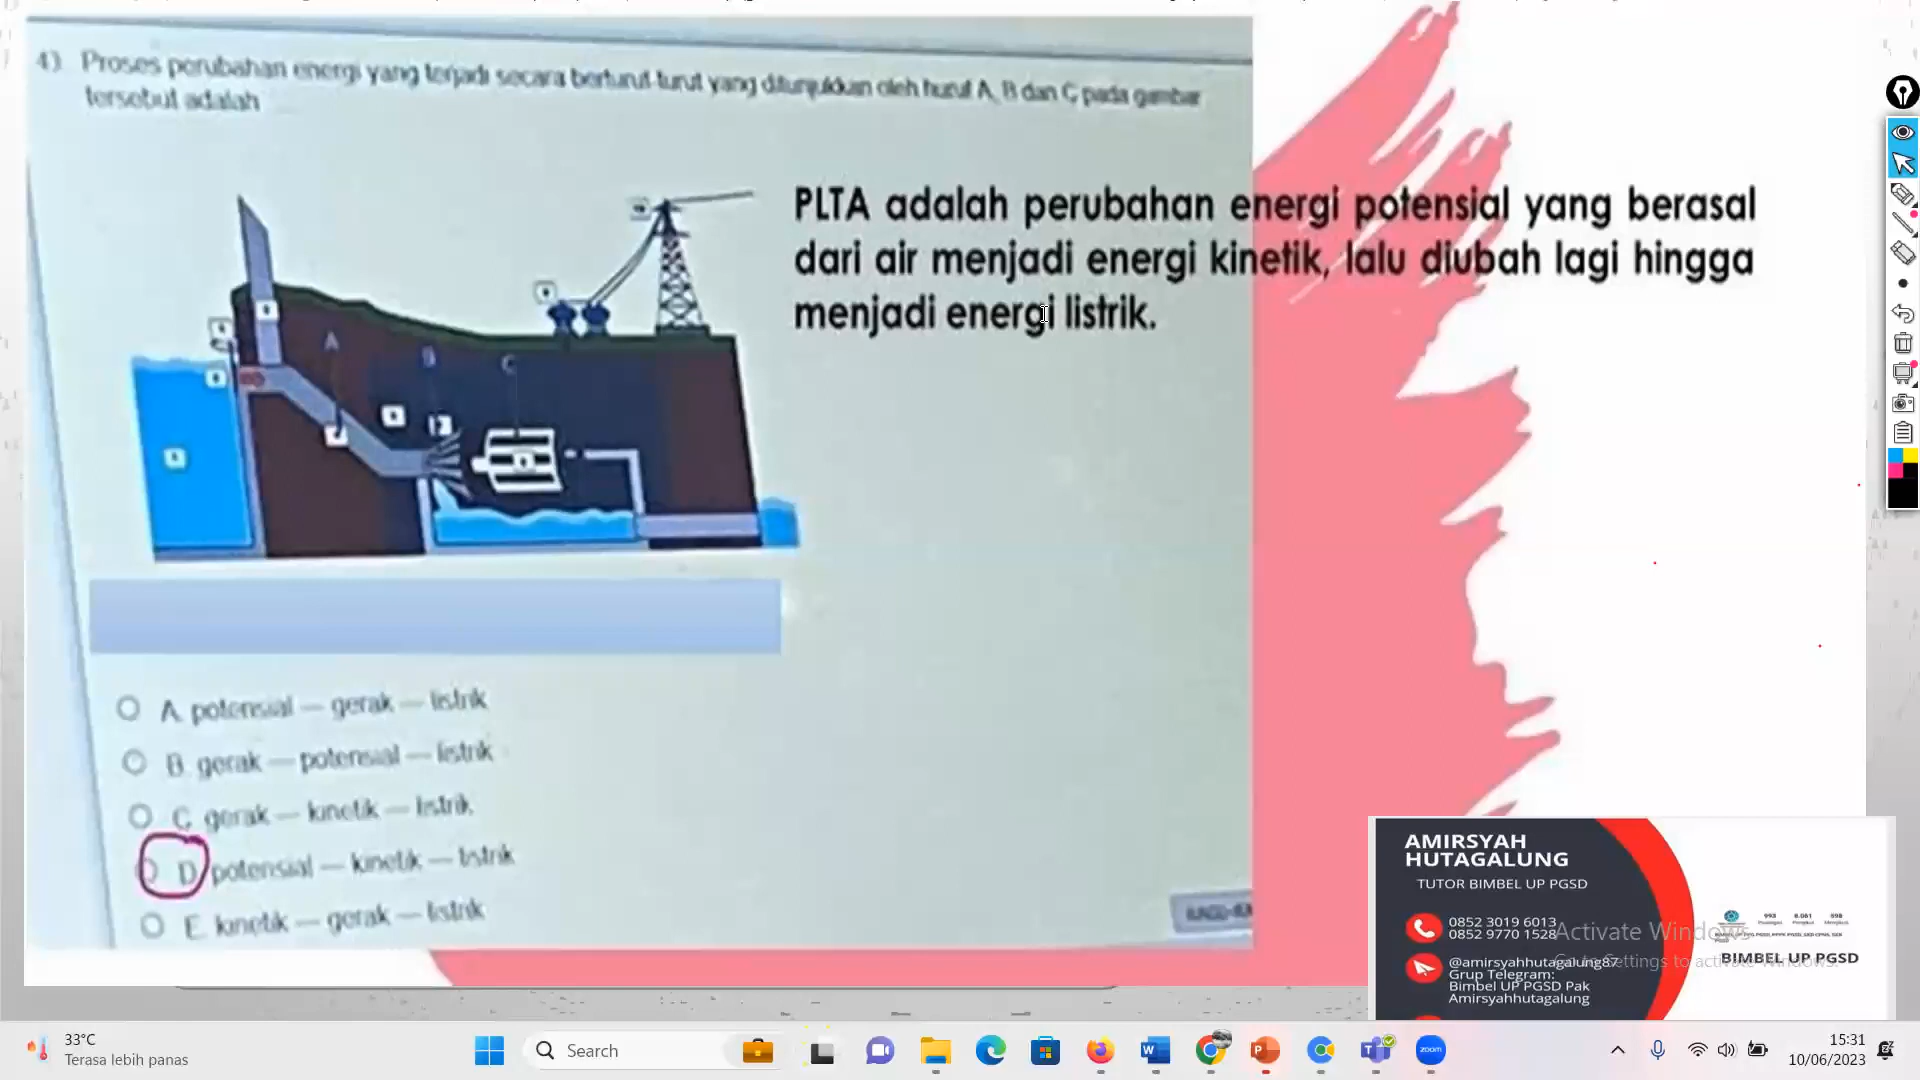 4) Proses perubahan energi yang terjadi secara berturut-turut yang ditunjukkan oleh huruf A, B dan C pada gambar
tersebut adalah
PLTA adalah perubahan energi potensial yang berasal
dari air menjadi energi kinetik, lalu diubah lagi hingga
menjadi energi listrik.
A
B
C
A. potensial — gerak — listrik
B. gerak — potensial — listrik
C. gerak — kinetik — listrik
D. potensial — kinetik — listrik
E. kinetik — gerak — listrik
AMIRSYAH
HUTAGALUNG
TUTOR BIMBEL UP PGSD
0852 3019 6013
0852 9770 1528
@amirsyahhutagalung87
Grup Telegram:
Bimbel UP PGSD Pak
Amirsyahhutagalung
BIMBEL UP PGSD
Activate Windows
Go to Settings to activate Windows.
33°C
Terasa lebih panas
Search
zoom
15:31
10/06/2023